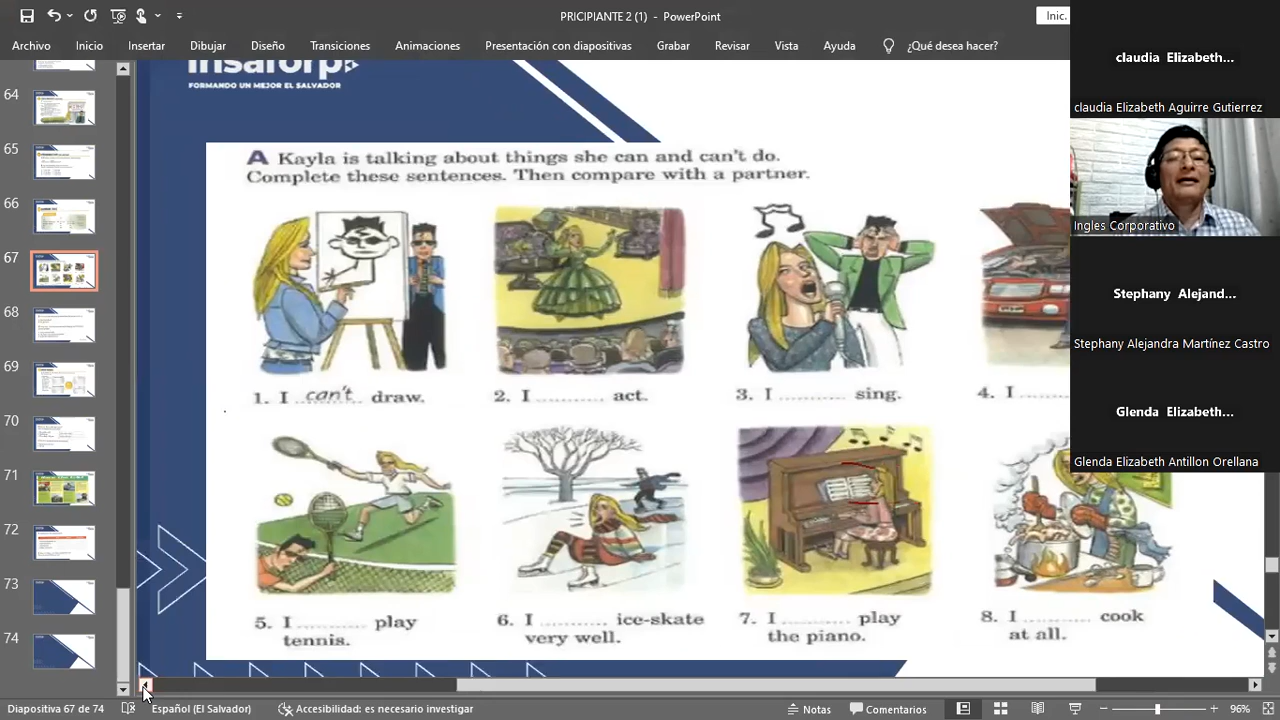 PRICIPIANTE 2 (1) - PowerPoint
Inic.
Archivo Inicio Insertar Dibujar Diseño Transiciones Animaciones Presentación con diapositivas Grabar Revisar Vista Ayuda ¿Qué desea hacer?
insaforp
FORMANDO UN MEJOR EL SALVADOR
A Kayla is talking about things she can and can't do.
Complete these sentences. Then compare with a partner.
1. I can't draw.
2. I ............ act.
3. I ............ sing.
4. I
5. I ............ play
tennis.
6. I ............ ice-skate
very well.
7. I ............ play
the piano.
8. I ............ cook
at all.
64
65
66
67
68
69
70
71
72
73
74
claudia Elizabeth...
claudia Elizabeth Aguirre Gutierrez
Ingles Corporativo
Stephany Alejand...
Stephany Alejandra Martínez Castro
Glenda Elizabeth...
Glenda Elizabeth Antillon Orellana
Diapositiva 67 de 74 Español (El Salvador) Accesibilidad: es necesario investigar Notas Comentarios 96%